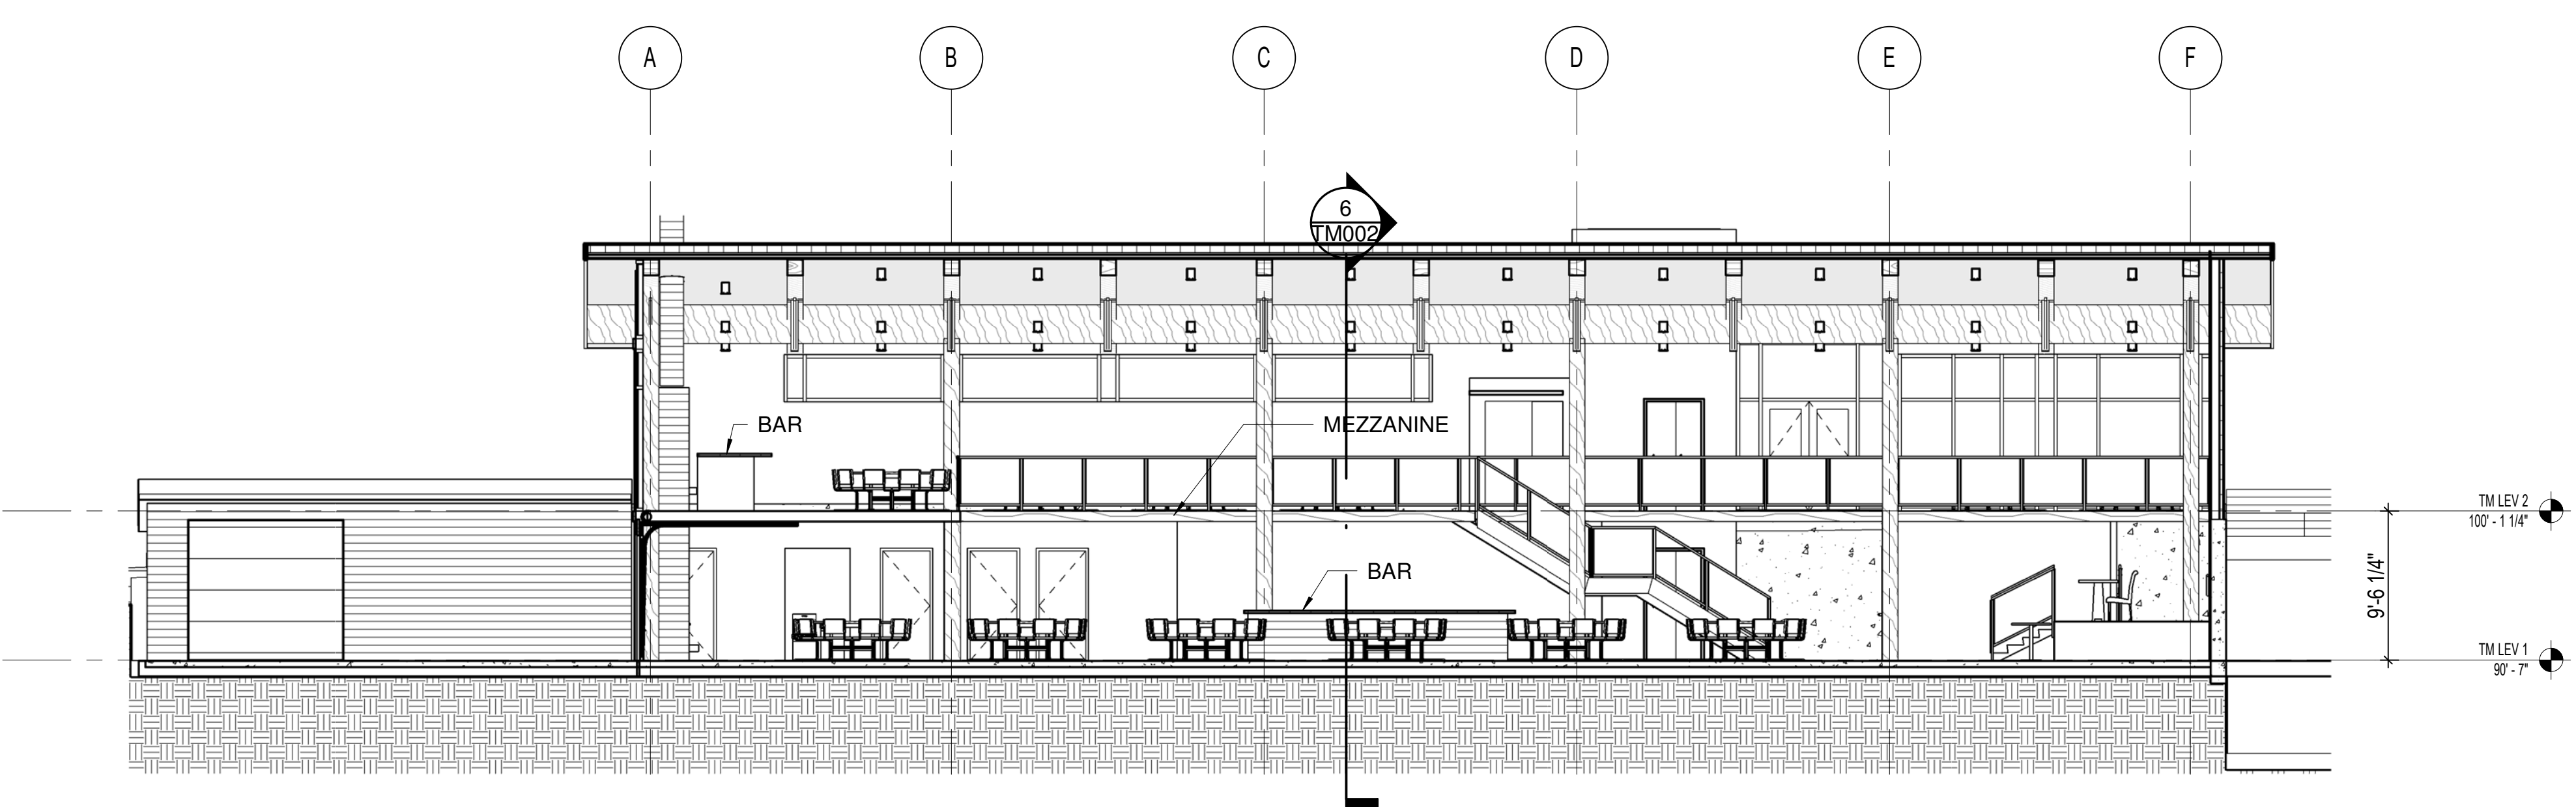 A
B
C
D
E
F
6
TM002
BAR
MEZZANINE
TM LEV 2
100' - 1 1/4"
BAR
9'-6 1/4"
TM LEV 1
90' - 7"